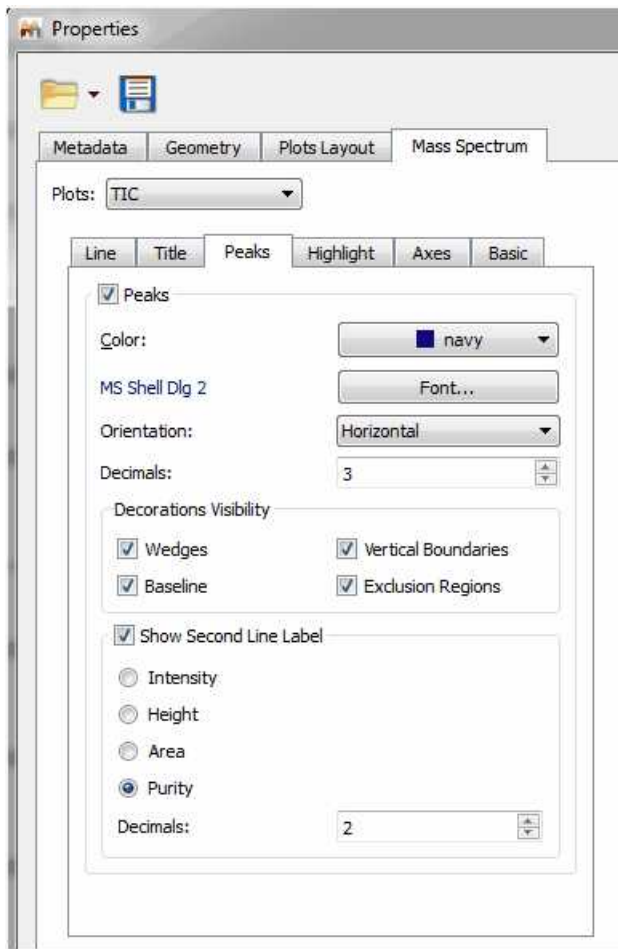 Properties
Metadata Geometry Plots Layout Mass Spectrum
Plots: TIC
Line Title Peaks Highlight Axes Basic
Peaks
Color: navy
MS Shell Dlg 2 Font...
Orientation: Horizontal
Decimals: 3
Decorations Visibility
Wedges Vertical Boundaries
Baseline Exclusion Regions
Show Second Line Label
Intensity
Height
Area
Purity
Decimals: 2